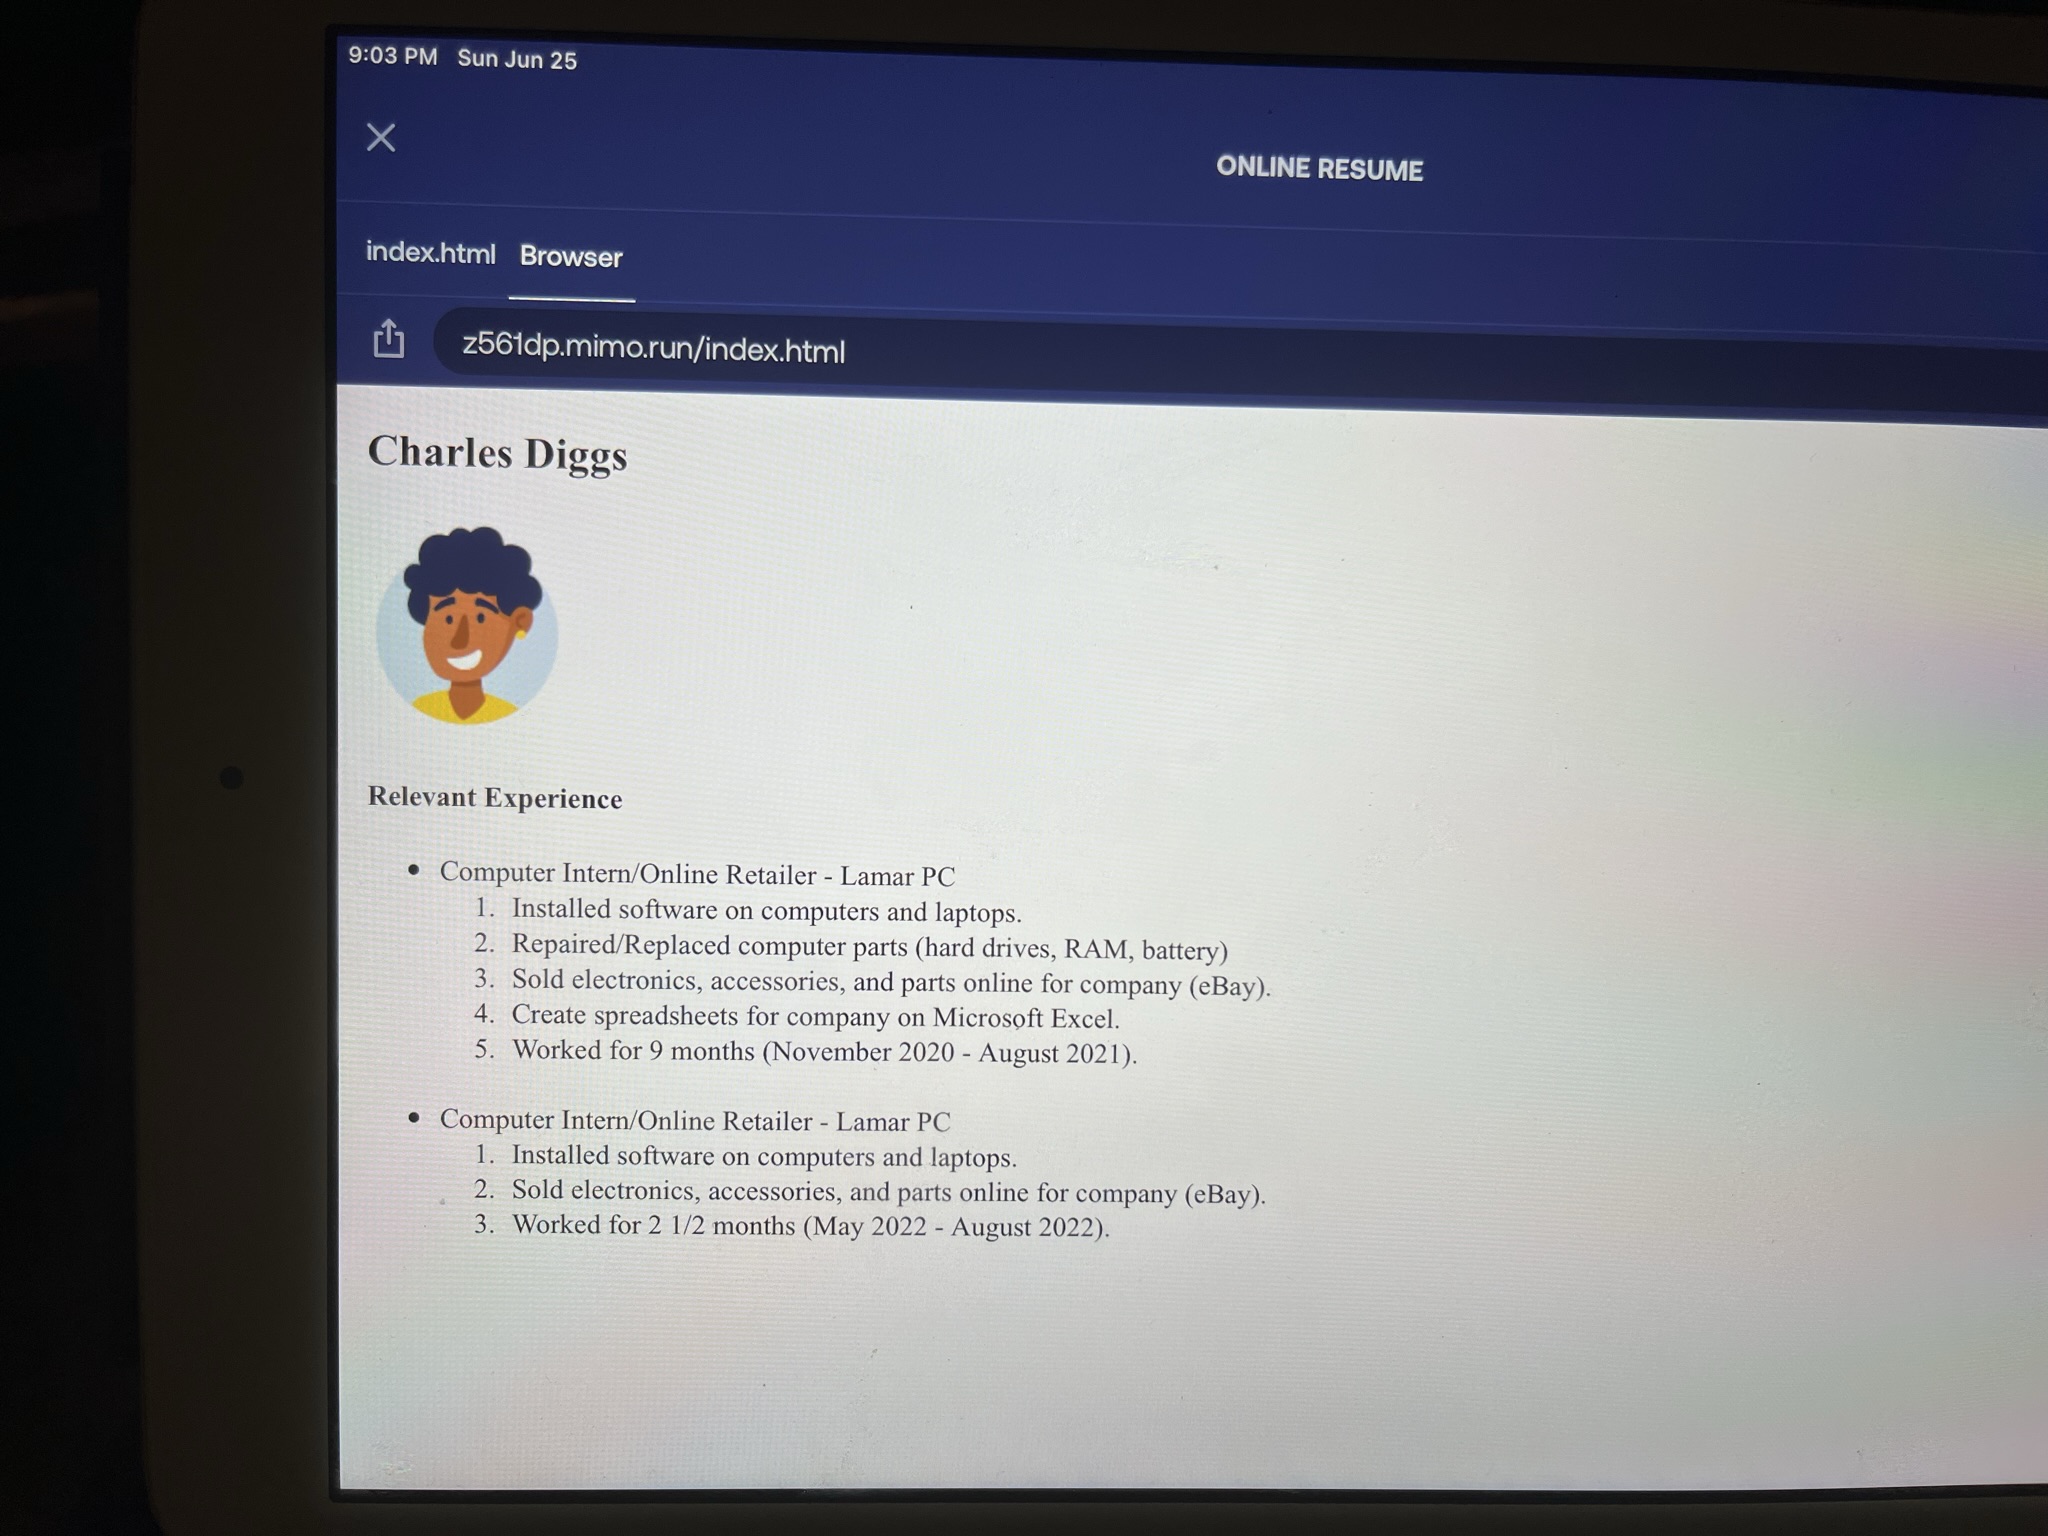 9:03 PM Sun Jun 25
ONLINE RESUME
index.html Browser
z561dp.mimo.run/index.html
Charles Diggs
Relevant Experience
• Computer Intern/Online Retailer - Lamar PC
1. Installed software on computers and laptops.
2. Repaired/Replaced computer parts (hard drives, RAM, battery)
3. Sold electronics, accessories, and parts online for company (eBay).
4. Create spreadsheets for company on Microsoft Excel.
5. Worked for 9 months (November 2020 - August 2021).
• Computer Intern/Online Retailer - Lamar PC
1. Installed software on computers and laptops.
2. Sold electronics, accessories, and parts online for company (eBay).
3. Worked for 2 1/2 months (May 2022 - August 2022).